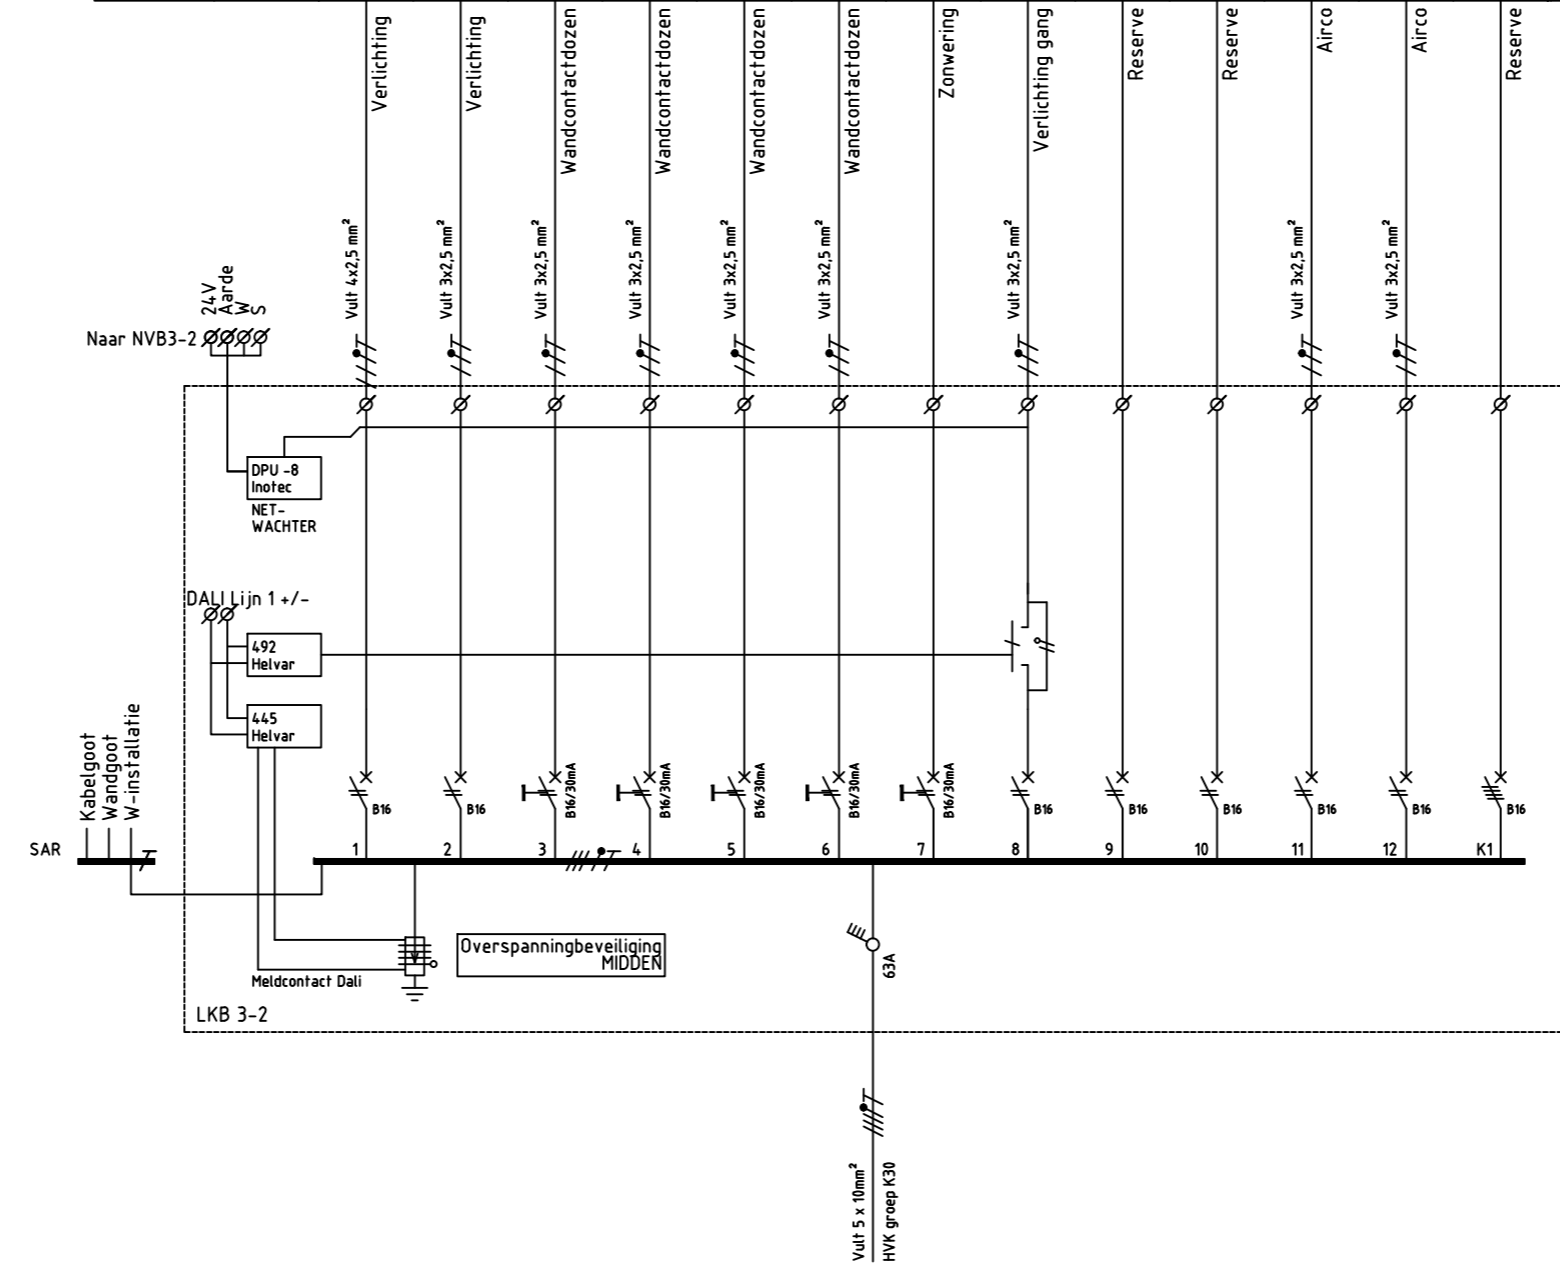 Verlichting
Verlichting
Wandcontactdozen
Wandcontactdozen
Wandcontactdozen
Wandcontactdozen
Zonwering
Verlichting gang
Reserve
Reserve
Airco
Airco
Reserve
Vult 4x2,5 mm²
Vult 3x2,5 mm²
Vult 3x2,5 mm²
Vult 3x2,5 mm²
Vult 3x2,5 mm²
Vult 3x2,5 mm²
Vult 3x2,5 mm²
Vult 3x2,5 mm²
Vult 3x2,5 mm²
24V
Aarde
W
S
Naar NVB3-2
DPU -8
Inotec
NET-
WACHTER
DALI Lijn 1 +/-
492
Helvar
445
Helvar
Kabelgoot
Wandgoot
W-installatie
SAR
B16
B16
B16/30mA
B16/30mA
B16/30mA
B16/30mA
B16/30mA
B16
B16
B16
B16
B16
B16
1
2
3
4
5
6
7
8
9
10
11
12
K1
Overspanningbeveiliging
MIDDEN
Meldcontact Dali
63A
LKB 3-2
Vult 5 x 10mm²
HVK groep K30